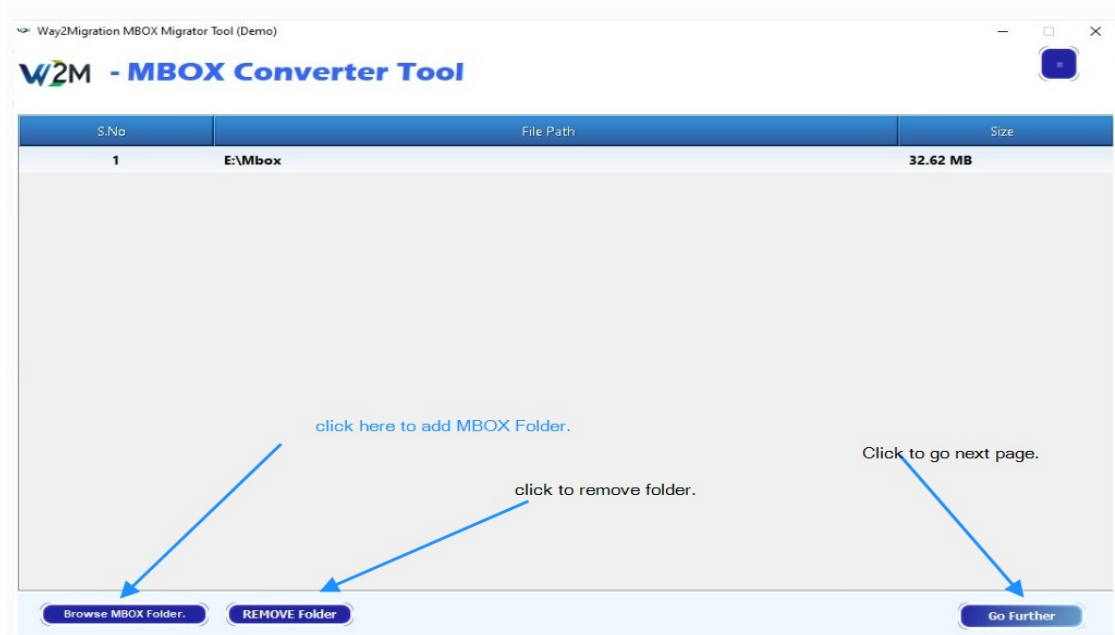 Way2Migration MBOX Migrator Tool (Demo)
W2M - MBOX Converter Tool
S.No File Path Size
1 E:\Mbox 32.62 MB
click here to add MBOX Folder.
Click to go next page.
click to remove folder.
Browse MBOX Folder. REMOVE Folder Go Further